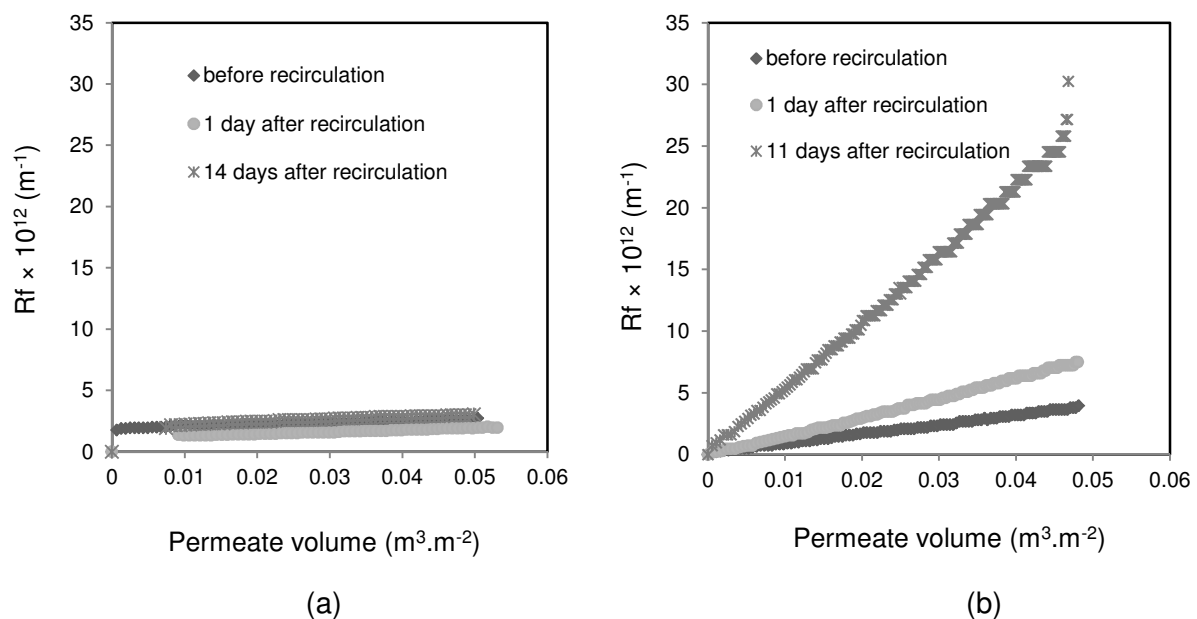 35
30
25
20
15
10
5
0
Rf × 10¹² (m⁻¹)
before recirculation
1 day after recirculation
14 days after recirculation
0 0.01 0.02 0.03 0.04 0.05 0.06
Permeate volume (m³.m⁻²)
(a)
35
30
25
20
15
10
5
0
Rf × 10¹² (m⁻¹)
before recirculation
1 day after recirculation
11 days after recirculation
0 0.01 0.02 0.03 0.04 0.05 0.06
Permeate volume (m³.m⁻²)
(b)